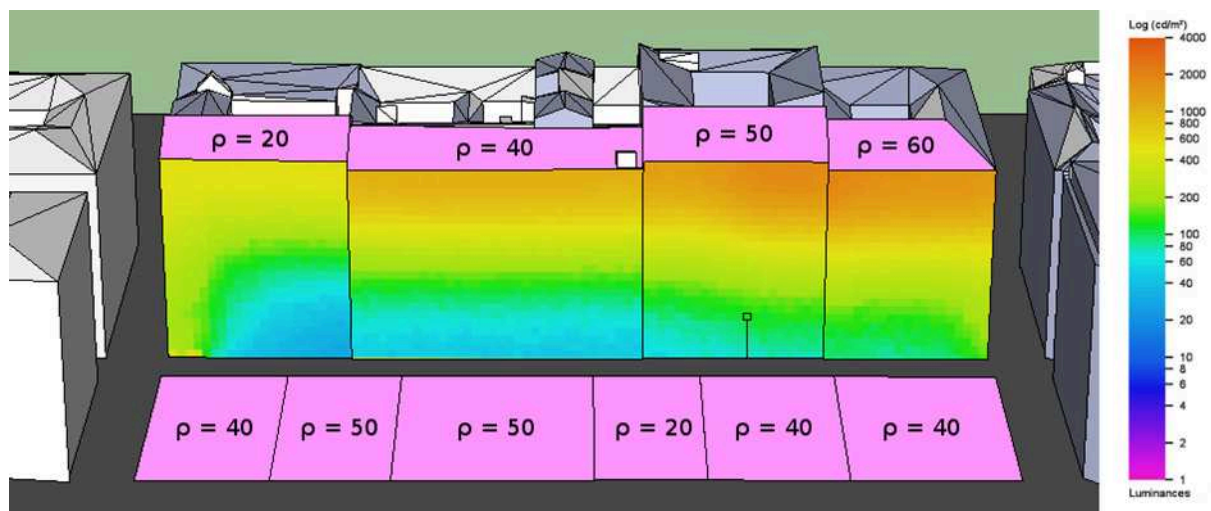 Log (cd/m²)
4000
2000
1000
800
600
400
200
100
80
60
40
20
10
8
6
4
2
1
Luminances
ρ = 20
ρ = 40
ρ = 50
ρ = 60
ρ = 40
ρ = 50
ρ = 50
ρ = 20
ρ = 40
ρ = 40